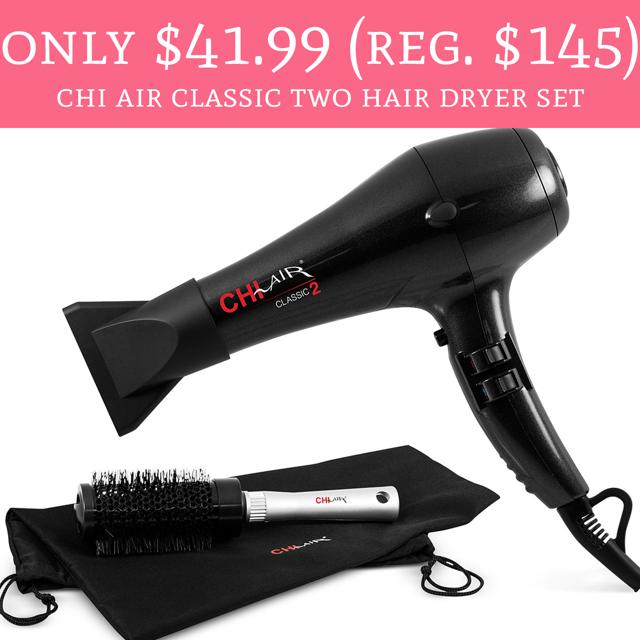 ONLY $41.99 (REG. $145)
CHI AIR CLASSIC TWO HAIR DRYER SET
CHI AIR®
CLASSIC 2
CHI AIR
CHI AIR®